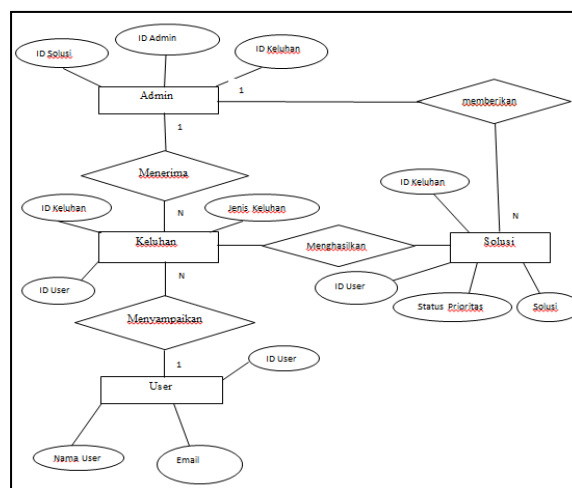 ID Admin
ID Solusi
ID Keluhan
Admin
1
memberikan
1
Menerima
ID Keluhan
ID Keluhan
Jenis Keluhan
N
N
Keluhan
Menghasilkan
Solusi
N
ID User
ID User
Status Prioritas
Solusi
Menyampaikan
ID User
1
User
Nama User
Email